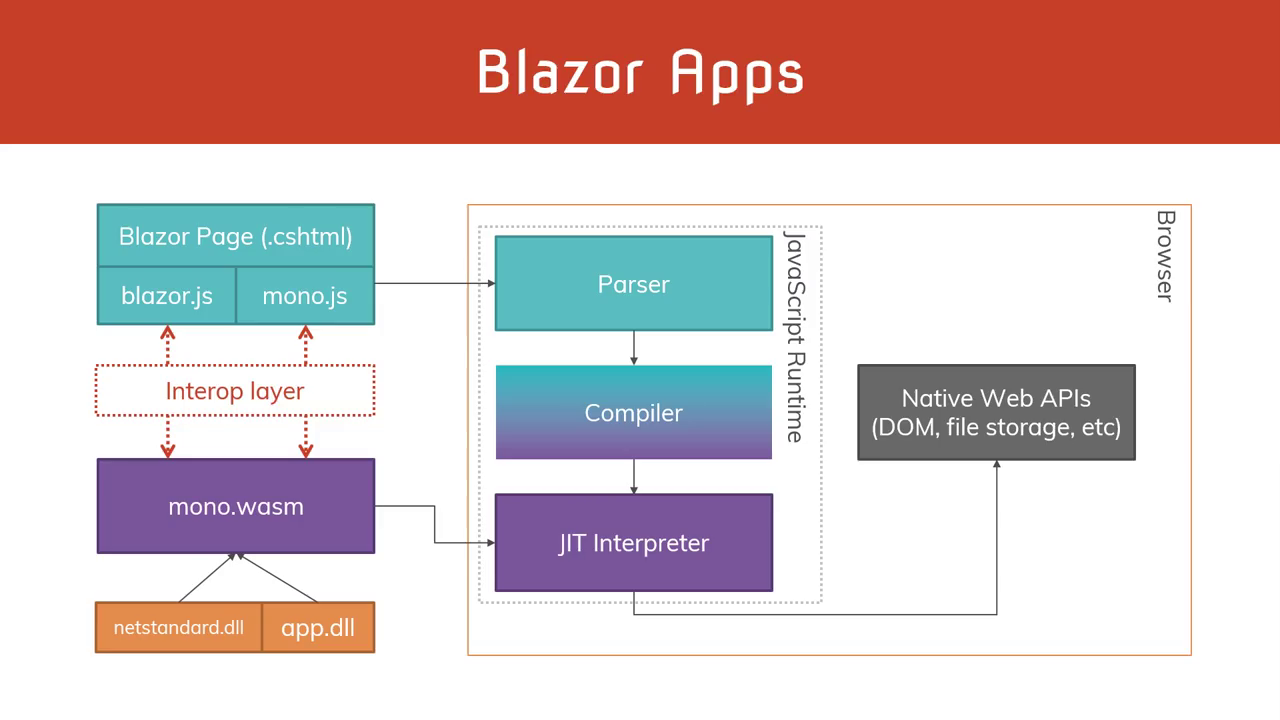 Blazor Apps
Blazor Page (.cshtml)
blazor.js
mono.js
Interop layer
mono.wasm
netstandard.dll
app.dll
Parser
Compiler
JIT Interpreter
JavaScript Runtime
Native Web APIs
(DOM, file storage, etc)
Browser